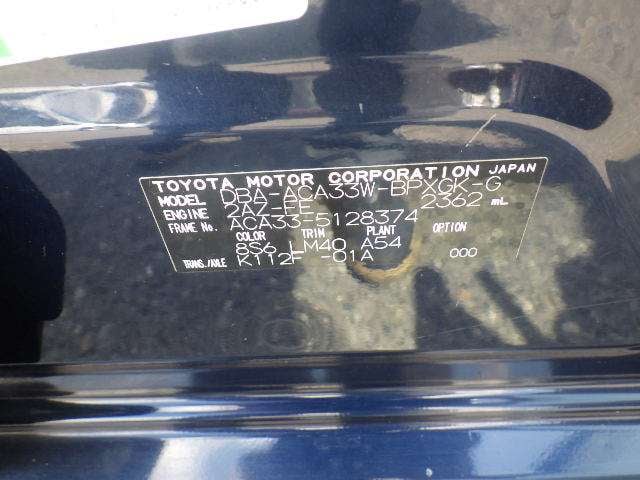 TOYOTA MOTOR CORPORATION JAPAN
MODEL DBA-ACA33W-BPXGK-G
ENGINE 2AZ-FE 2362 mL
FRAME No. ACA33-5128374
COLOR TRIM PLANT
8S6 LM40 A54
TRANS./AXLE K112F -01A 000